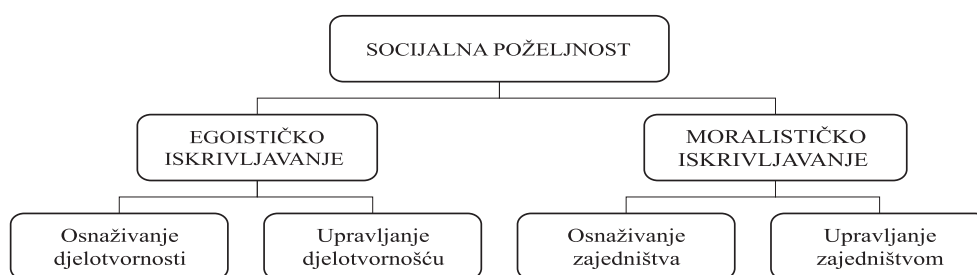 SOCIJALNA POŽELJNOST
EGOISTIČKO
ISKRIVLJAVANJE
MORALISTIČKO
ISKRIVLJAVANJE
Osnaživanje
djelotvornosti
Upravljanje
djelotvornošću
Osnaživanje
zajedništva
Upravljanje
zajedništvom